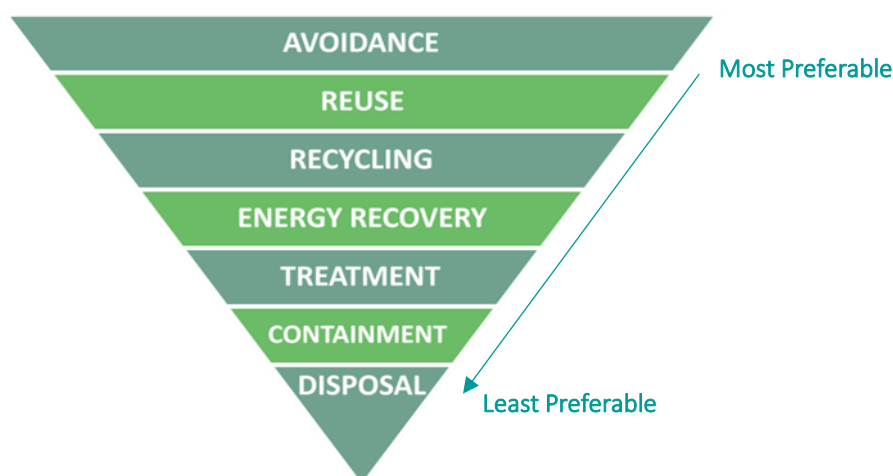 AVOIDANCE
Most Preferable
REUSE
RECYCLING
ENERGY RECOVERY
TREATMENT
CONTAINMENT
DISPOSAL
Least Preferable